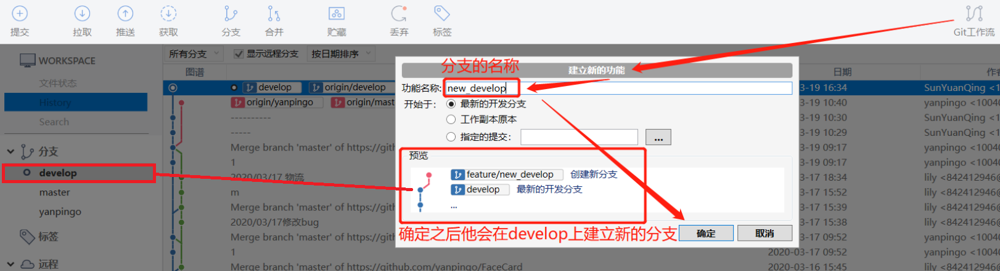 提交 拉取 推送 获取 分支 合并 贮藏 丢弃 标签 Git工作流
所有分支 显示远程分支 按日期排序
WORKSPACE
文件状态
History
Search
分支
develop
master
yanpingo
标签
远程
图谱
日期
develop origin/develop
origin/yanpingo origin/mast
----------
-----
Merge branch 'master' of https://gith
1
2020/03/17 物流
m
Merge branch 'master' of https://gith
2020/03/17修改bug
Merge branch 'master' of https://gith
1
Merge branch 'master' of https://github.com/yanpingo/FaceCard
分支的名称
建立新的功能
功能名称: new_develop
开始于: 最新的开发分支
工作副本原本
指定的提交: ...
预览
feature/new_develop 创建新分支
develop 最新的开发分支
...
确定之后他会在develop上建立新的分支 确定 取消
3-19 16:34 SunYuanQing <1
3-19 10:40 yanpingo <10040
3-19 10:30 SunYuanQing <1
3-19 10:29 SunYuanQing <1
3-19 09:17 yanpingo <10040
3-19 09:17 yanpingo <10040
3-17 18:34 lily <842412946@
3-17 15:52 lily <842412946@
3-17 15:39 lily <842412946@
3-17 15:38 lily <842412946@
3-17 09:52 yanpingo <10040
2020-03-17 09:52 yanpingo <10040
2020-03-16 15:45 lily <842412946@